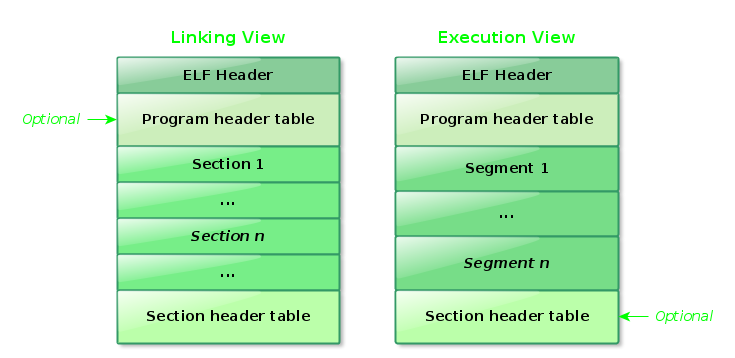 Linking View
ELF Header
Optional
Program header table
Section 1
...
Section n
...
Section header table
Execution View
ELF Header
Program header table
Segment 1
...
Segment n
Section header table
Optional